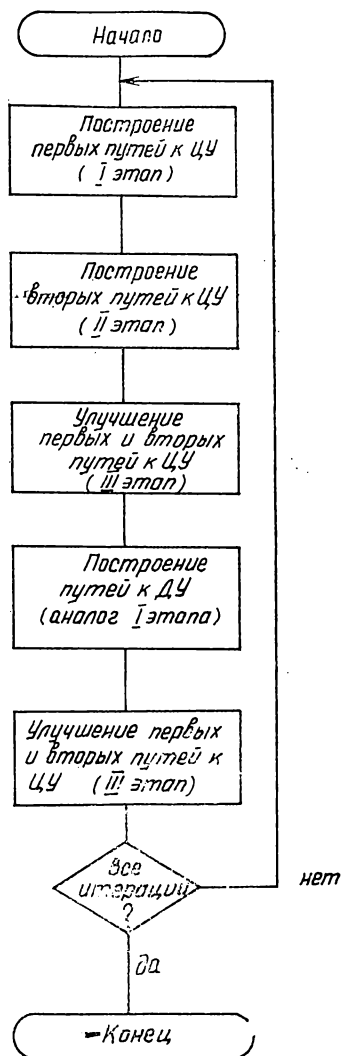 Начало
Построение
первых путей к ЦУ
( I этап )
Построение
вторых путей к ЦУ
( II этап )
Улучшение
первых и вторых
путей к ЦУ
( III этап )
Построение
путей к ДУ
(аналог I этапа)
Улучшение первых
и вторых путей к
ЦУ ( III этап )
Все
итераций
?
нет
да
Конец